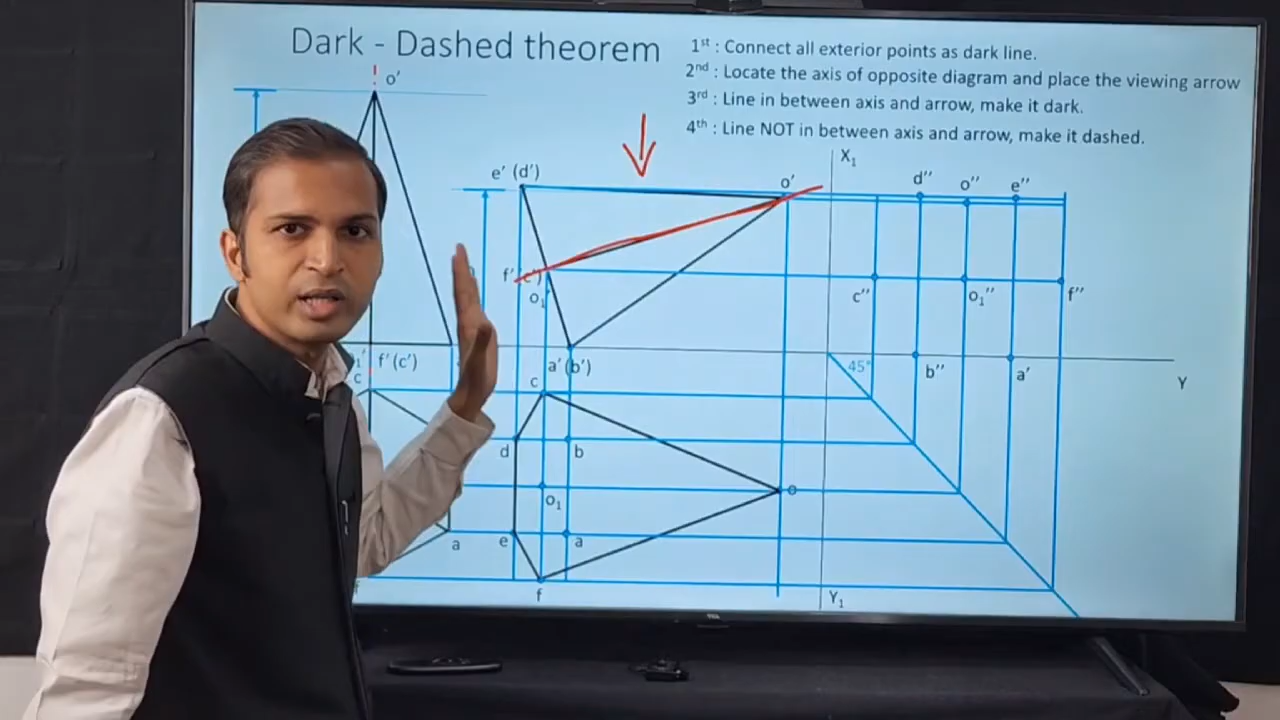 Dark - Dashed theorem
1st : Connect all exterior points as dark line.
2nd : Locate the axis of opposite diagram and place the viewing arrow
3rd : Line in between axis and arrow, make it dark.
4th : Line NOT in between axis and arrow, make it dashed.
o'
X1
e' (d')
o'
d'' o'' e''
f'
c'' o1'' f''
o1
f' (c')
a' (b')
45°
b'' a'
Y
c
c
d b
o1
o
a
e a
f
Y1